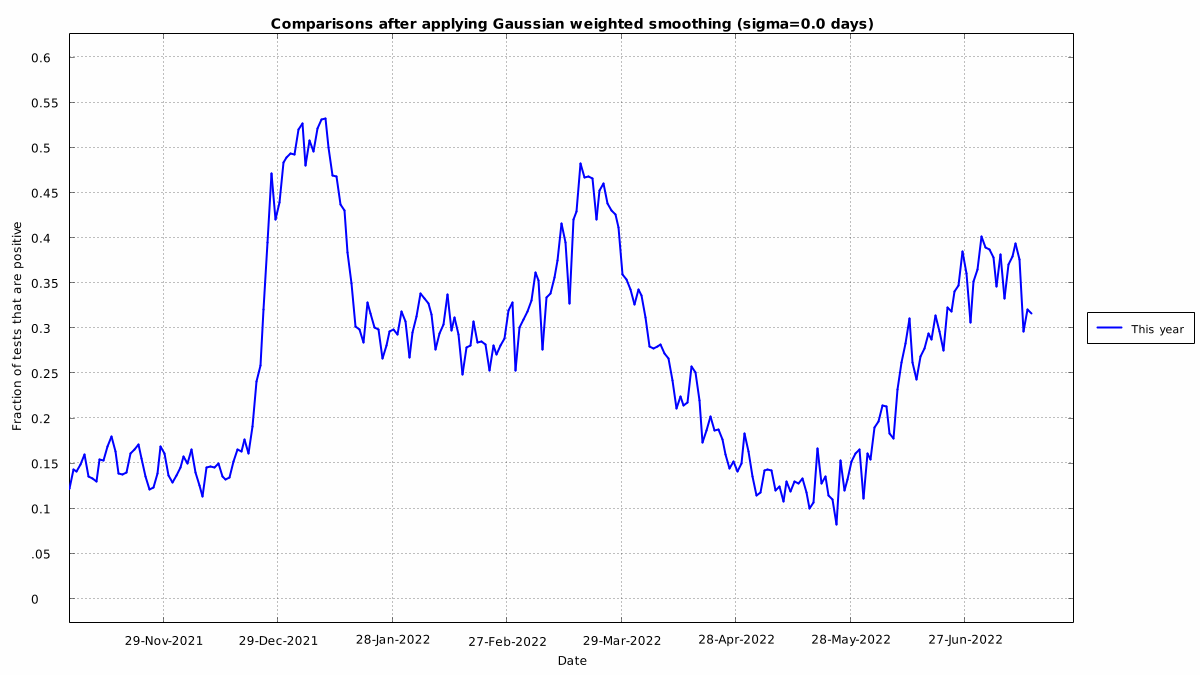 Comparisons after applying Gaussian weighted smoothing (sigma=0.0 days)
0.6
0.55
0.5
0.45
0.4
0.35
0.3
0.25
0.2
0.15
0.1
.05
0
Fraction of tests that are positive
This year
29-Nov-2021 29-Dec-2021 28-Jan-2022 27-Feb-2022 29-Mar-2022 28-Apr-2022 28-May-2022 27-Jun-2022
Date